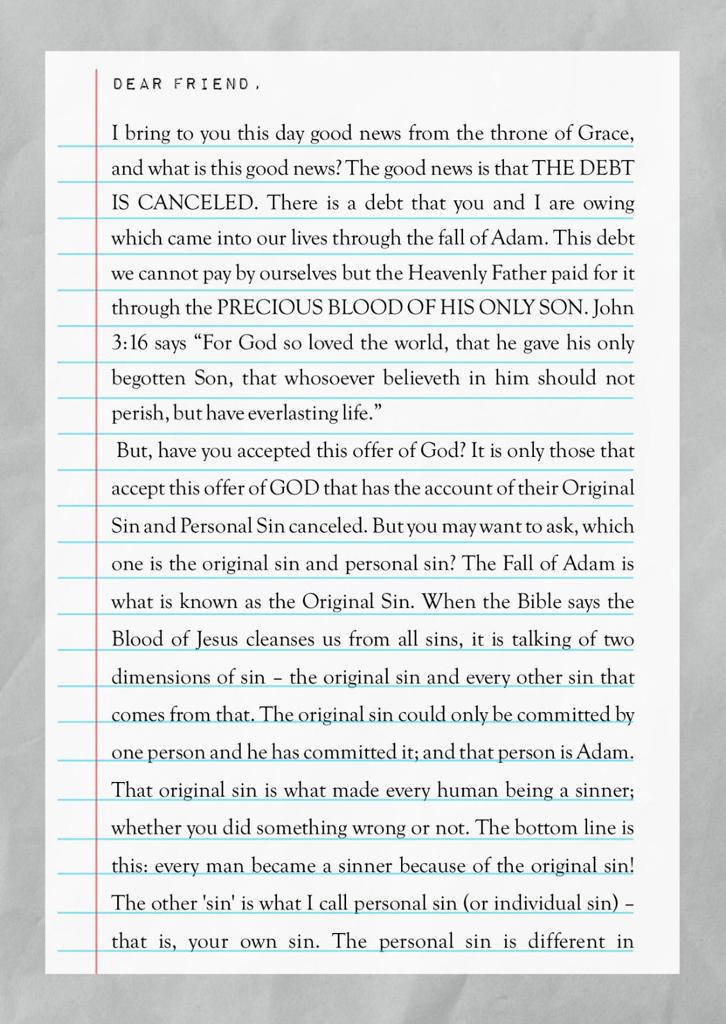 DEAR FRIEND,
I bring to you this day good news from the throne of Grace,
and what is this good news? The good news is that THE DEBT
IS CANCELED. There is a debt that you and I are owing
which came into our lives through the fall of Adam. This debt
we cannot pay by ourselves but the Heavenly Father paid for it
through the PRECIOUS BLOOD OF HIS ONLY SON. John
3:16 says “For God so loved the world, that he gave his only
begotten Son, that whosoever believeth in him should not
perish, but have everlasting life.”
But, have you accepted this offer of God? It is only those that
accept this offer of GOD that has the account of their Original
Sin and Personal Sin canceled. But you may want to ask, which
one is the original sin and personal sin? The Fall of Adam is
what is known as the Original Sin. When the Bible says the
Blood of Jesus cleanses us from all sins, it is talking of two
dimensions of sin – the original sin and every other sin that
comes from that. The original sin could only be committed by
one person and he has committed it; and that person is Adam.
That original sin is what made every human being a sinner;
whether you did something wrong or not. The bottom line is
this: every man became a sinner because of the original sin!
The other 'sin' is what I call personal sin (or individual sin) –
that is, your own sin. The personal sin is different in